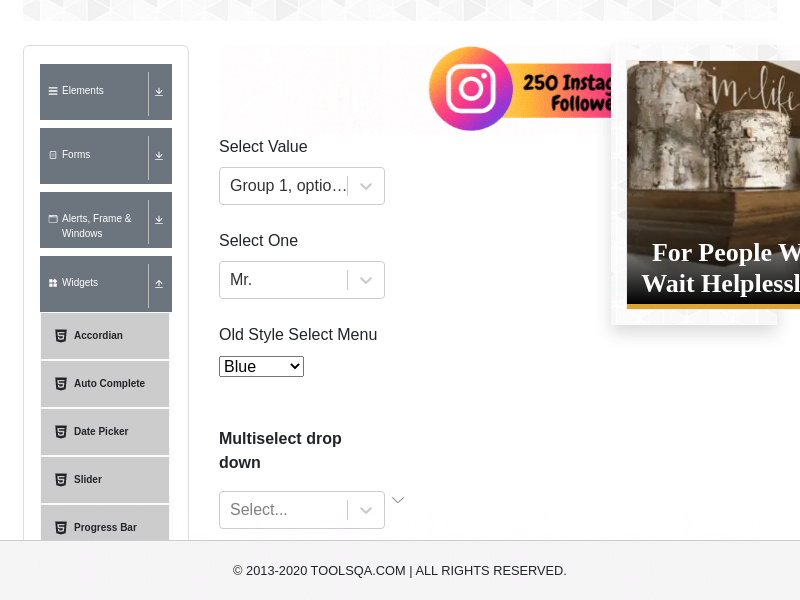 Elements
Forms
Alerts, Frame &
Windows
Widgets
Accordian
Auto Complete
Date Picker
Slider
Progress Bar
250 Instag
Followe
Select Value
Group 1, optio...
Select One
Mr.
Old Style Select Menu
Blue
Multiselect drop
down
Select...
in life
For People W
Wait Helplessl
© 2013-2020 TOOLSQA.COM | ALL RIGHTS RESERVED.